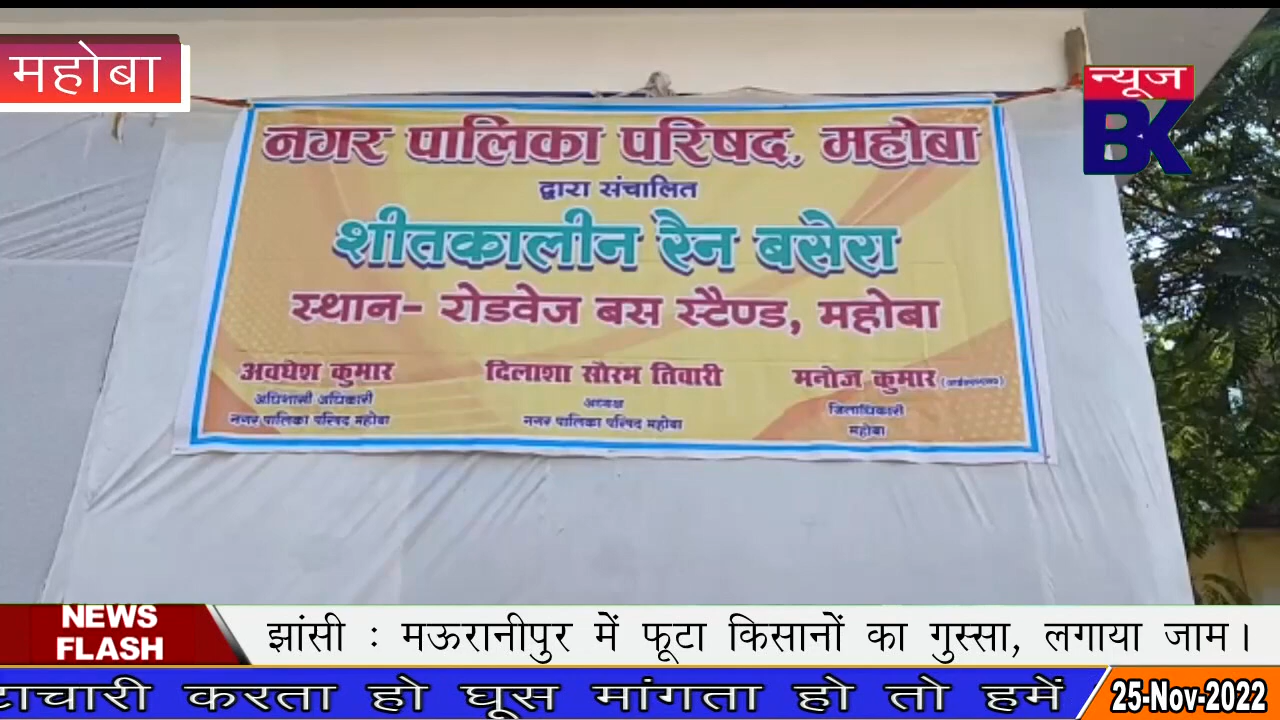 महोबा
न्यूज
BK
नगर पालिका परिषद, महोबा
द्वारा संचालित
शीतकालीन रैन बसेरा
स्थान- रोडवेज बस स्टैण्ड, महोबा
अवधेश कुमार
अधिशासी अधिकारी
नगर पालिका परिषद महोबा
दिलाशा सौरभ तिवारी
अध्यक्ष
नगर पालिका परिषद महोबा
मनोज कुमार
जिलाधिकारी
महोबा
NEWS FLASH
झांसी : मऊरानीपुर में फूटा किसानों का गुस्सा, लगाया जाम।
टाचारी करता हो घूस मांगता हो तो हमें
25-Nov-2022